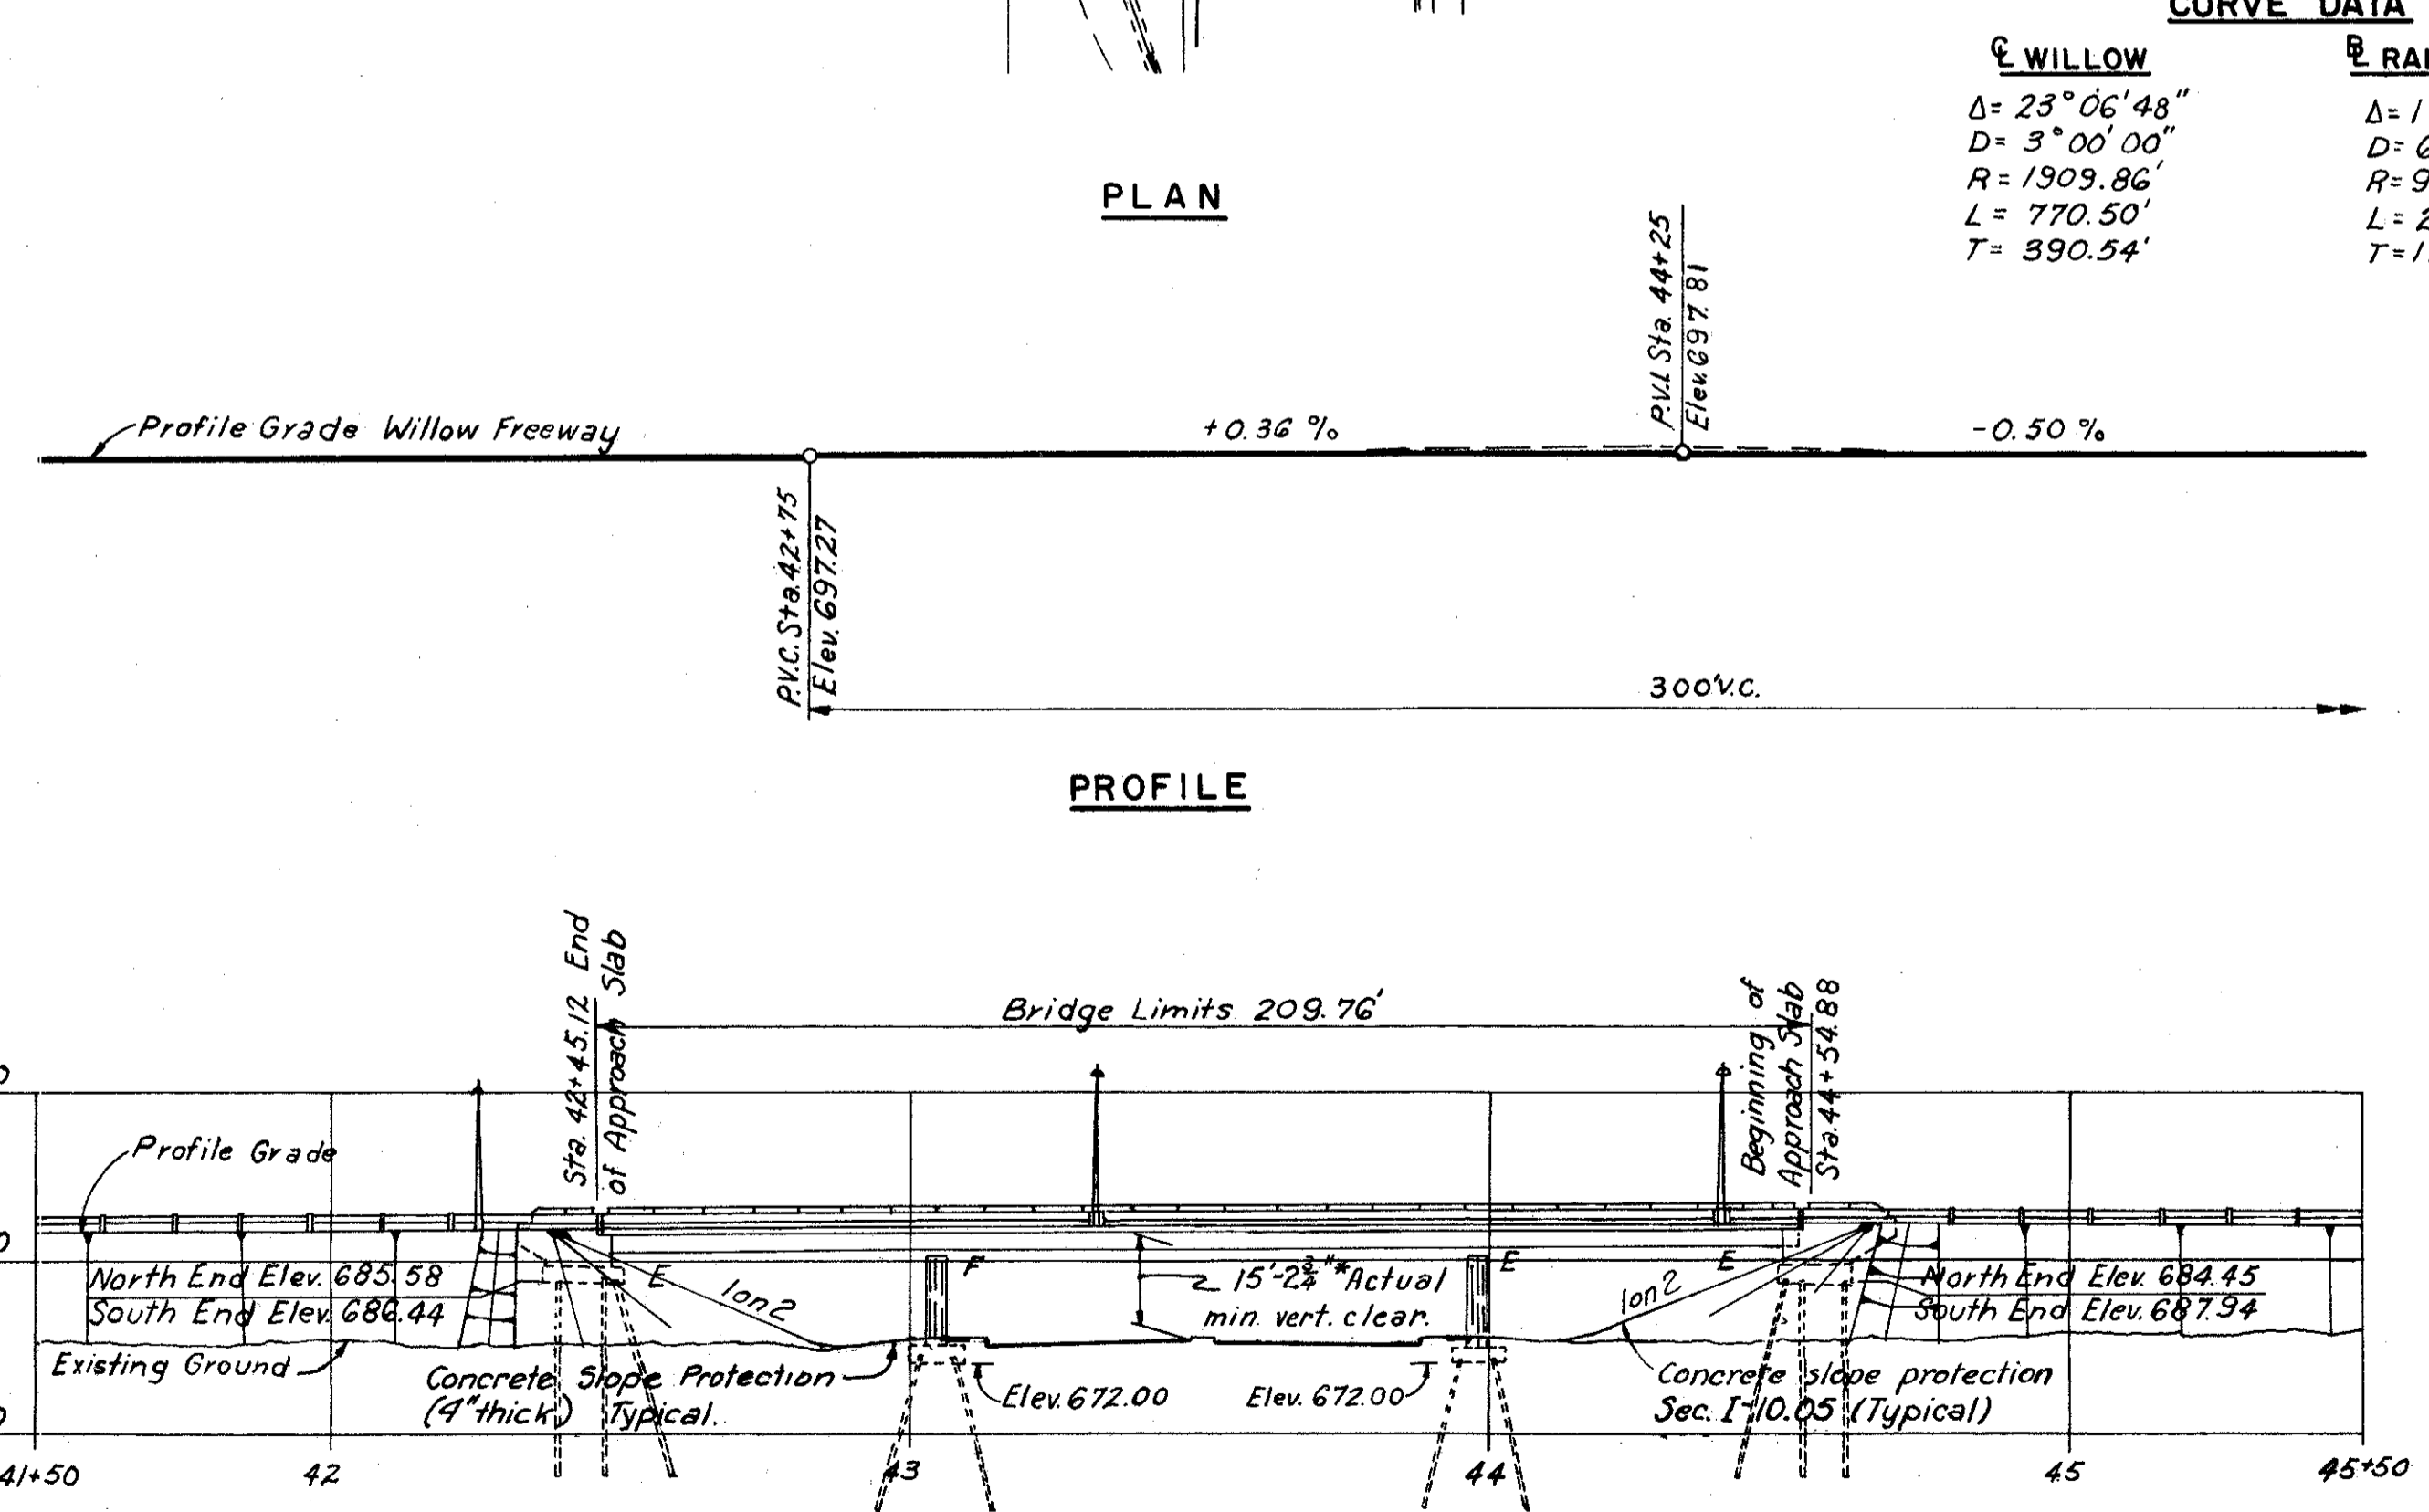 CURVE DATA
℄ WILLOW
Δ= 23°06'48"
D= 3°00'00"
R= 1909.86'
L= 770.50'
T= 390.54'
Δ= 1
R= 9
L= 2
T= 1
PLAN
P.V.I. Sta. 44+25
Elev. 697.81
Profile Grade Willow Freeway
+0.36 %
-0.50 %
P.V.C. Sta. 42+75
Elev. 697.27
300' V.C.
PROFILE
Sta. 42+45.12 End
of Approach Slab
Bridge Limits 209.76'
Beginning of
Approach Slab
Sta. 44+54.88
Profile Grade
North End Elev. 685.58
South End Elev. 686.44
E
1 on 2
F
15'-2¾"* Actual
min. vert. clear.
E
E
1 on 2
North End Elev. 684.45
South End Elev. 687.94
Existing Ground
Concrete Slope Protection
(4" thick) Typical.
Elev. 672.00
Elev. 672.00
Concrete slope protection
Sec. I-10.05 (Typical)
41+50
42
43
44
45
45+50